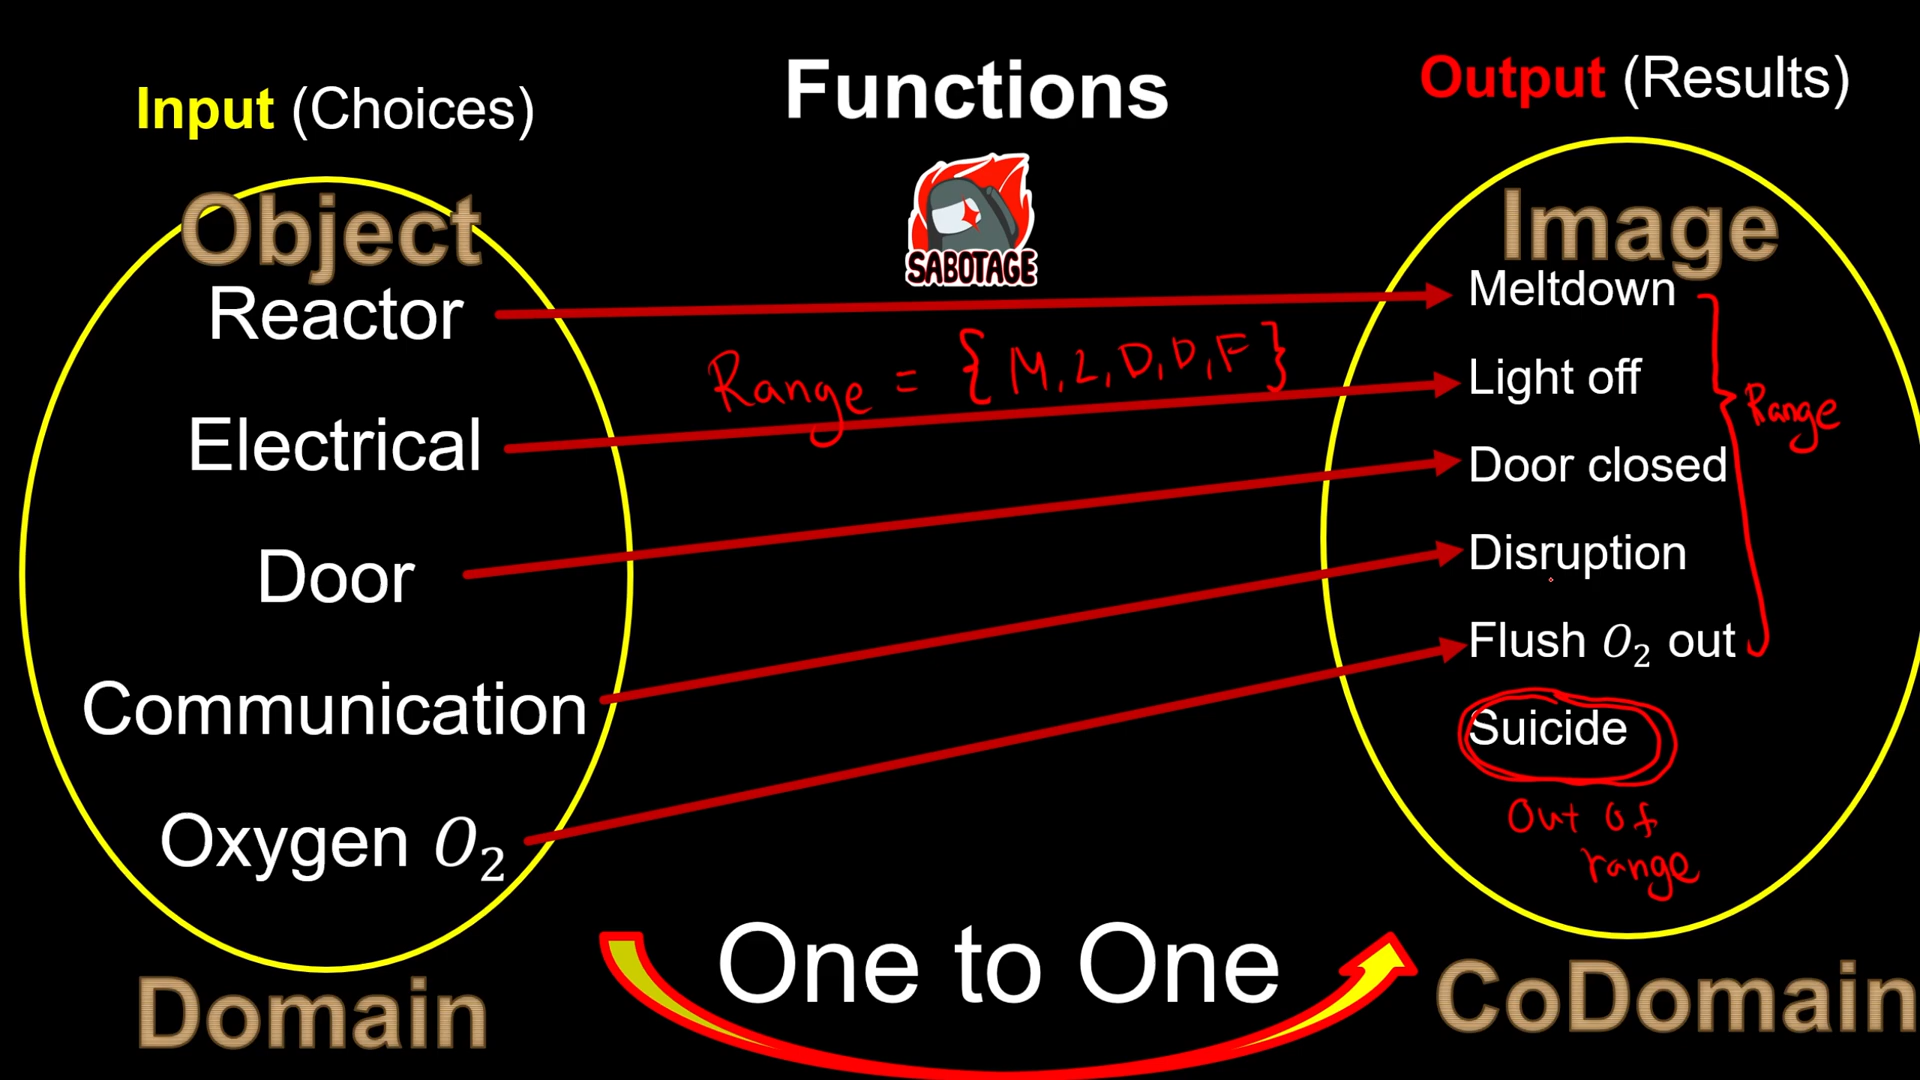 Functions
Input (Choices)
Output (Results)
SABOTAGE
Object
Reactor
Electrical
Door
Communication
Oxygen O₂
Domain
Range = {M, L, D, D, F}
One to One
Image
Meltdown
Light off
Door closed
Disruption
Flush O₂ out
Suicide
Range
Out of
range
CoDomain